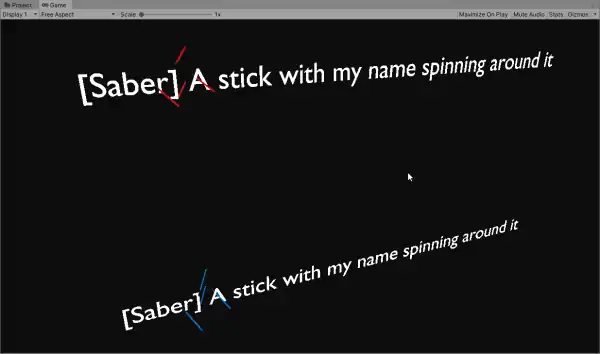 Project Game
Display 1 Free Aspect Scale 1x Maximize On Play Mute Audio Stats Gizmos
[Saber] A stick with my name spinning around it
[Saber] A stick with my name spinning around it